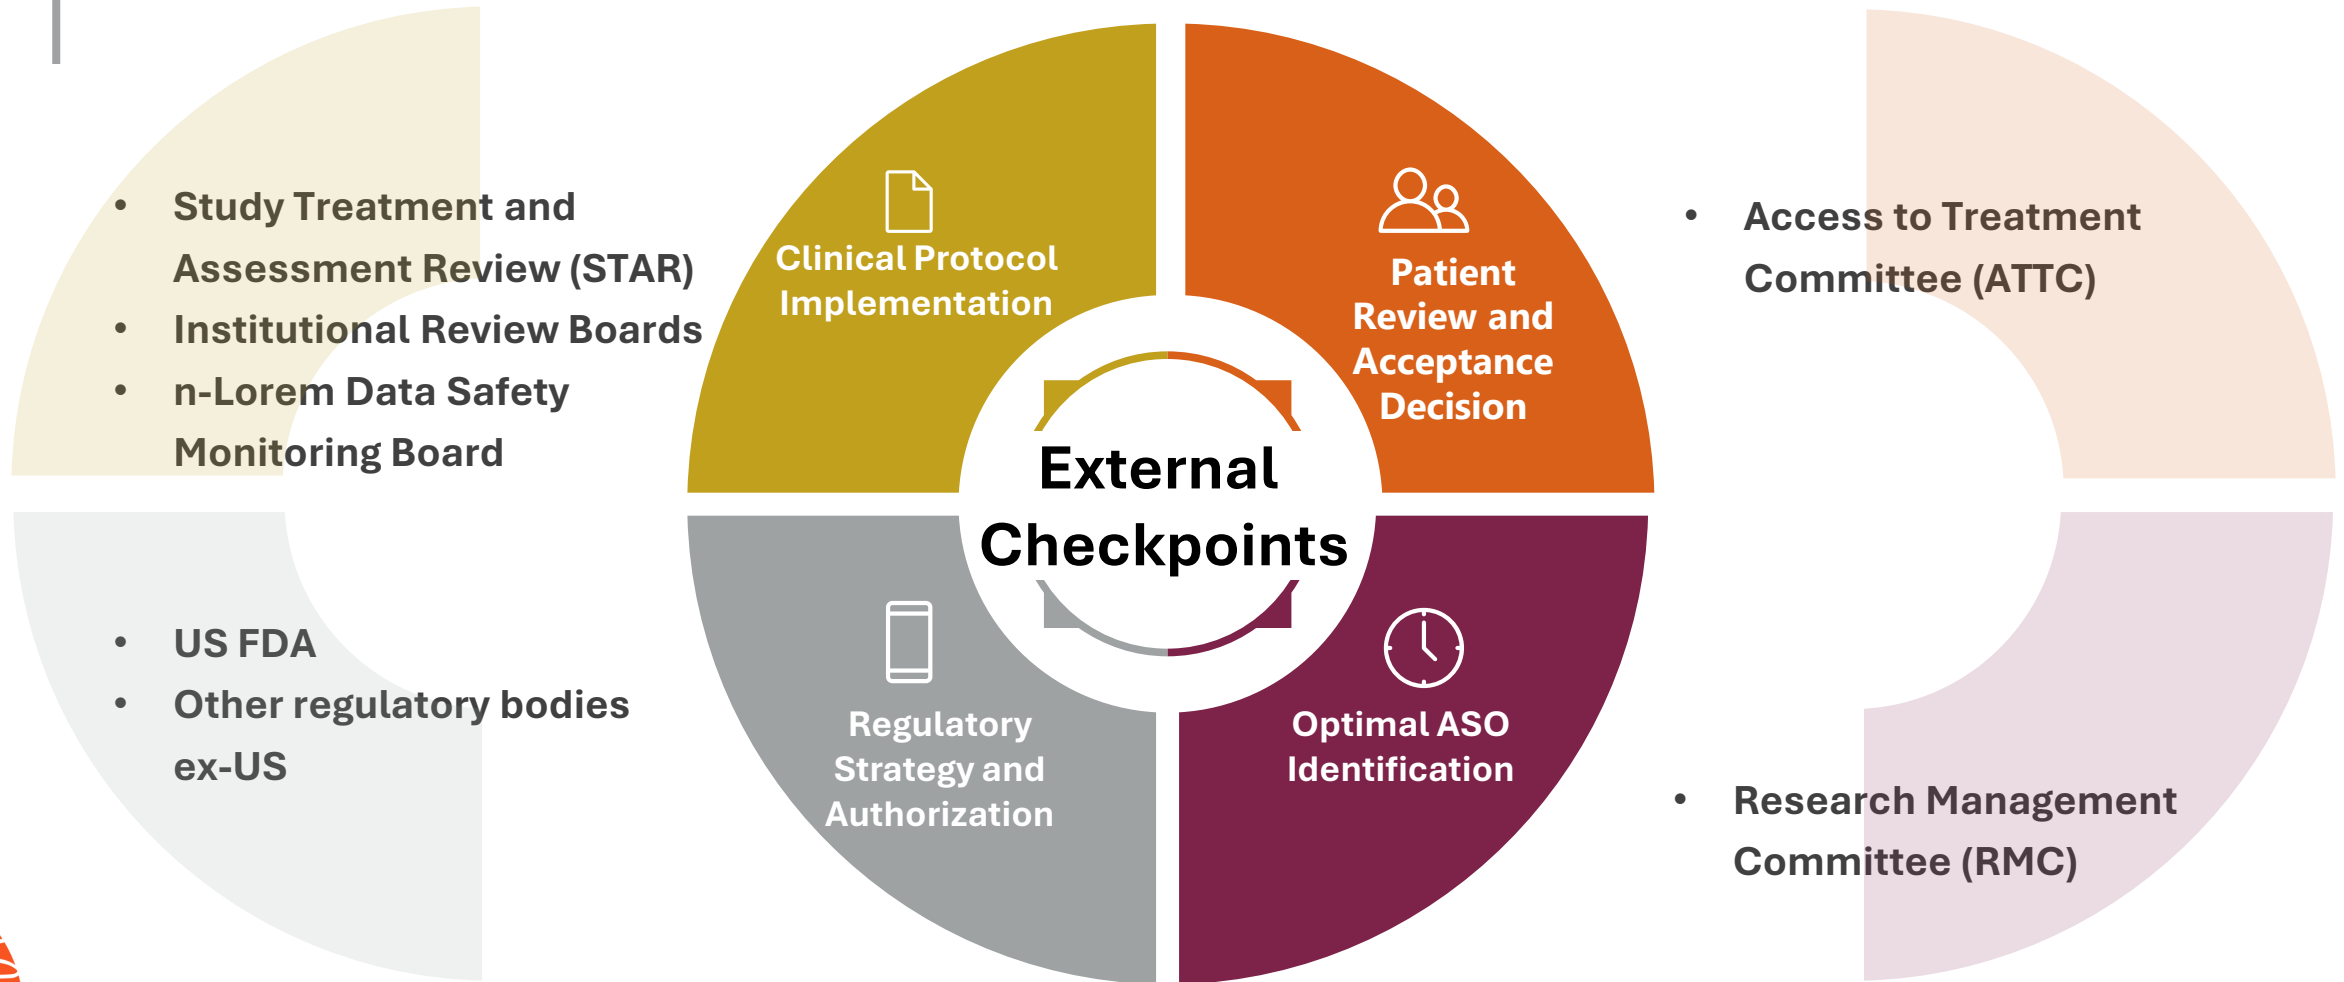 • Study Treatment and
Assessment Review (STAR)
• Institutional Review Boards
• n-Lorem Data Safety
Monitoring Board
Clinical Protocol
Implementation
Patient
Review and
Acceptance
Decision
• Access to Treatment
Committee (ATTC)
External
Checkpoints
• US FDA
• Other regulatory bodies
ex-US
Regulatory
Strategy and
Authorization
Optimal ASO
Identification
• Research Management
Committee (RMC)